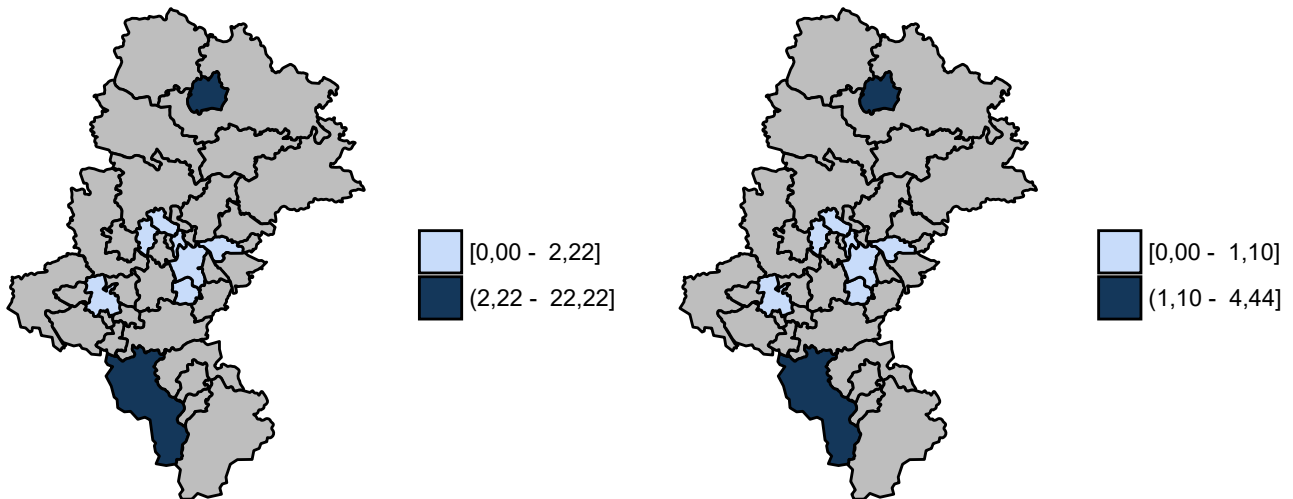 [0,00 - 2,22]
(2,22 - 22,22]
[0,00 - 1,10]
(1,10 - 4,44]